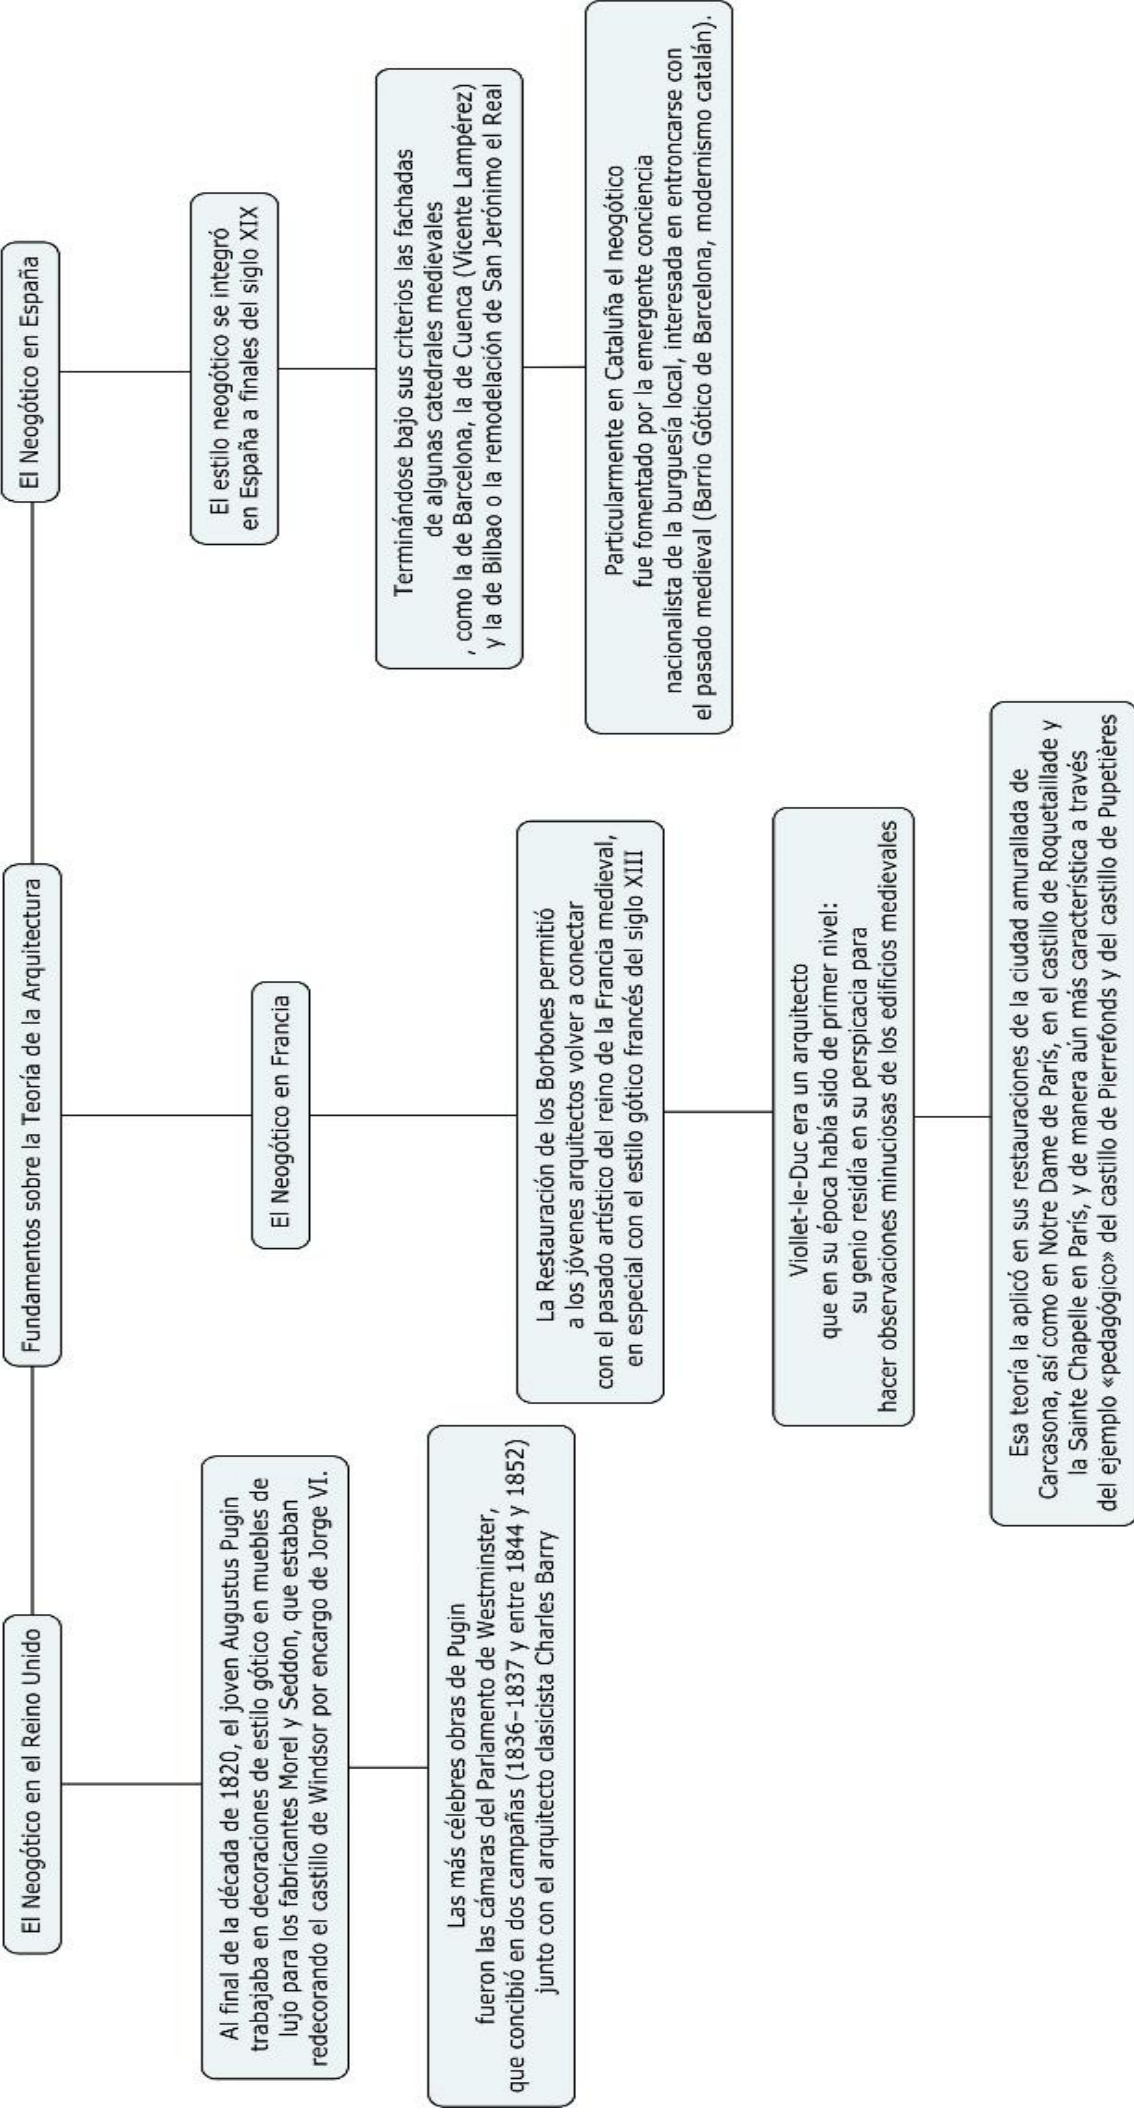 Fundamentos sobre la Teoría de la Arquitectura
El Neogótico en el Reino Unido
Al final de la década de 1820, el joven Augustus Pugin
trabajaba en decoraciones de estilo gótico en muebles de
lujo para los fabricantes Morel y Seddon, que estaban
redecorando el castillo de Windsor por encargo de Jorge VI.
Las más célebres obras de Pugin
fueron las cámaras del Parlamento de Westminster,
que concibió en dos campañas (1836–1837 y entre 1844 y 1852)
junto con el arquitecto clasicista Charles Barry
El Neogótico en Francia
La Restauración de los Borbones permitió
a los jóvenes arquitectos volver a conectar
con el pasado artístico del reino de la Francia medieval,
en especial con el estilo gótico francés del siglo XIII
Viollet-le-Duc era un arquitecto
que en su época había sido de primer nivel:
su genio residía en su perspicacia para
hacer observaciones minuciosas de los edificios medievales
Esa teoría la aplicó en sus restauraciones de la ciudad amurallada de
Carcasona, así como en Notre Dame de París, en el castillo de Roquetaillade y
la Sainte Chapelle en París, y de manera aún más característica a través
del ejemplo «pedagógico» del castillo de Pierrefonds y del castillo de Pupetières
El Neogótico en España
El estilo neogótico se integró
en España a finales del siglo XIX
Terminándose bajo sus criterios las fachadas
de algunas catedrales medievales
, como la de Barcelona, la de Cuenca (Vicente Lampérez)
y la de Bilbao o la remodelación de San Jerónimo el Real
Particularmente en Cataluña el neogótico
fue fomentado por la emergente conciencia
nacionalista de la burguesía local, interesada en entroncarse con
el pasado medieval (Barrio Gótico de Barcelona, modernismo catalán).